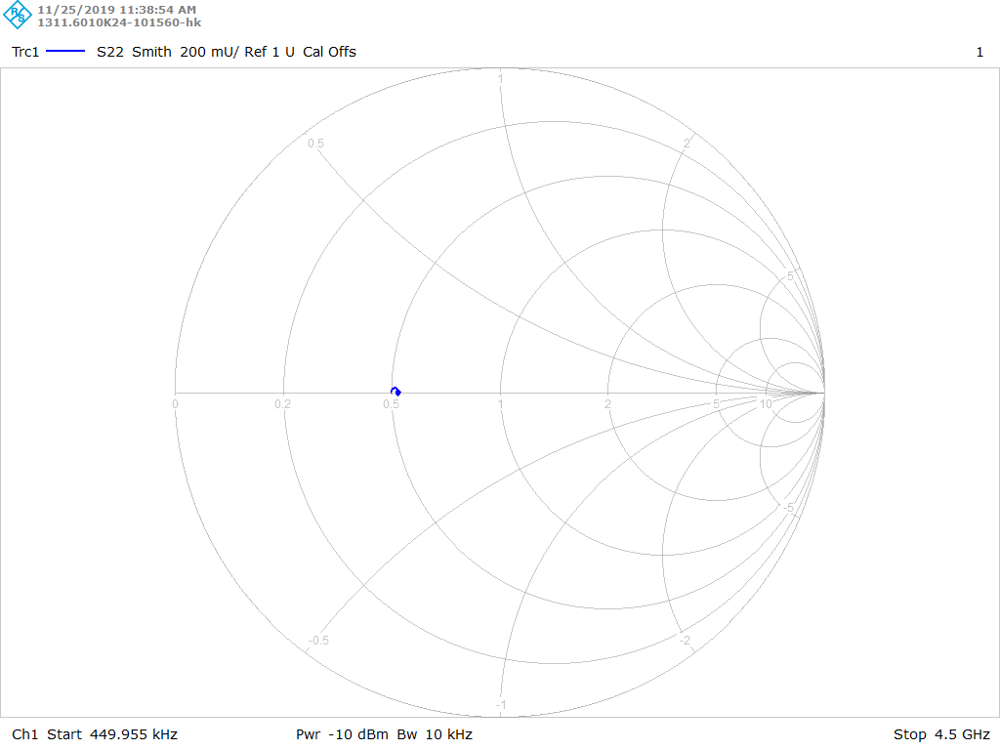 R&S
11/25/2019 11:38:54 AM
1311.6010K24-101560-hk
Trc1 S22 Smith 200 mU/ Ref 1 U Cal Offs 1
1
0.5 2
5
0 0.2 0.5 1 2 5 10
-5
-0.5 -2
-1
Ch1 Start 449.955 kHz Pwr -10 dBm Bw 10 kHz Stop 4.5 GHz